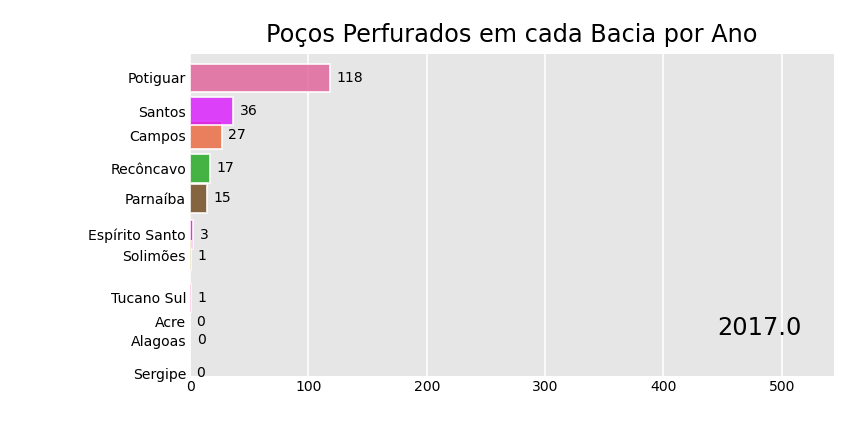 Poços Perfurados em cada Bacia por Ano
Potiguar 118
Santos 36
Campos 27
Recôncavo 17
Parnaíba 15
Espírito Santo 3
Solimões 1
Tucano Sul 1
Acre 0
2017.0
Alagoas 0
Sergipe 0
0 100 200 300 400 500